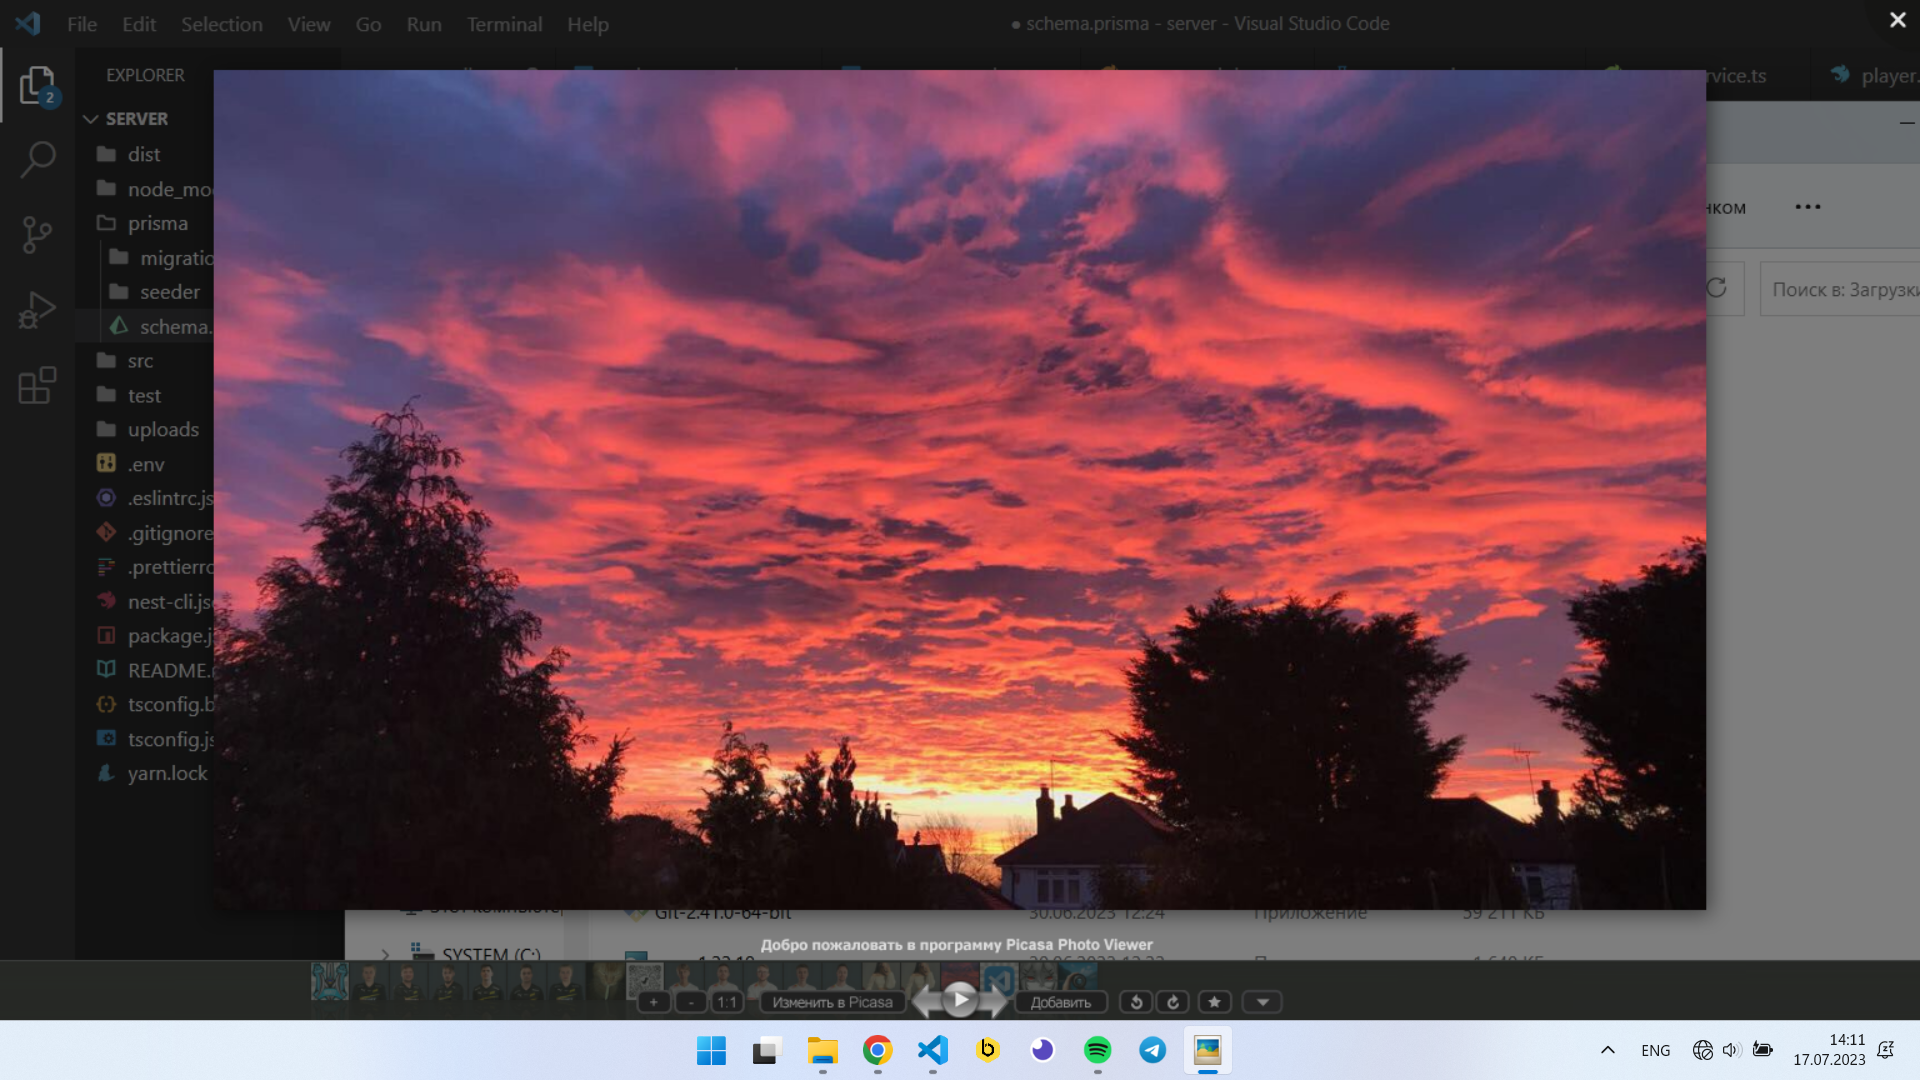 File Edit Selection View Go Run Terminal Help
● schema.prisma - server - Visual Studio Code
EXPLORER
SERVER
dist
node_mo
prisma
migratio
seeder
schema.
src
test
uploads
.env
.eslintrc.js
.gitignore
.prettierrc
nest-cli.js
package.j
README.
tsconfig.b
tsconfig.js
yarn.lock
rvice.ts
player.
нком
Поиск в: Загрузки
Git-2.41.0-64-bit 30.06.2023 12:24 Приложение 59 211 КБ
SYSTEM (C:)
Добро пожаловать в программу Picasa Photo Viewer
+ - 1:1 Изменить в Picasa Добавить
ENG
14:11
17.07.2023